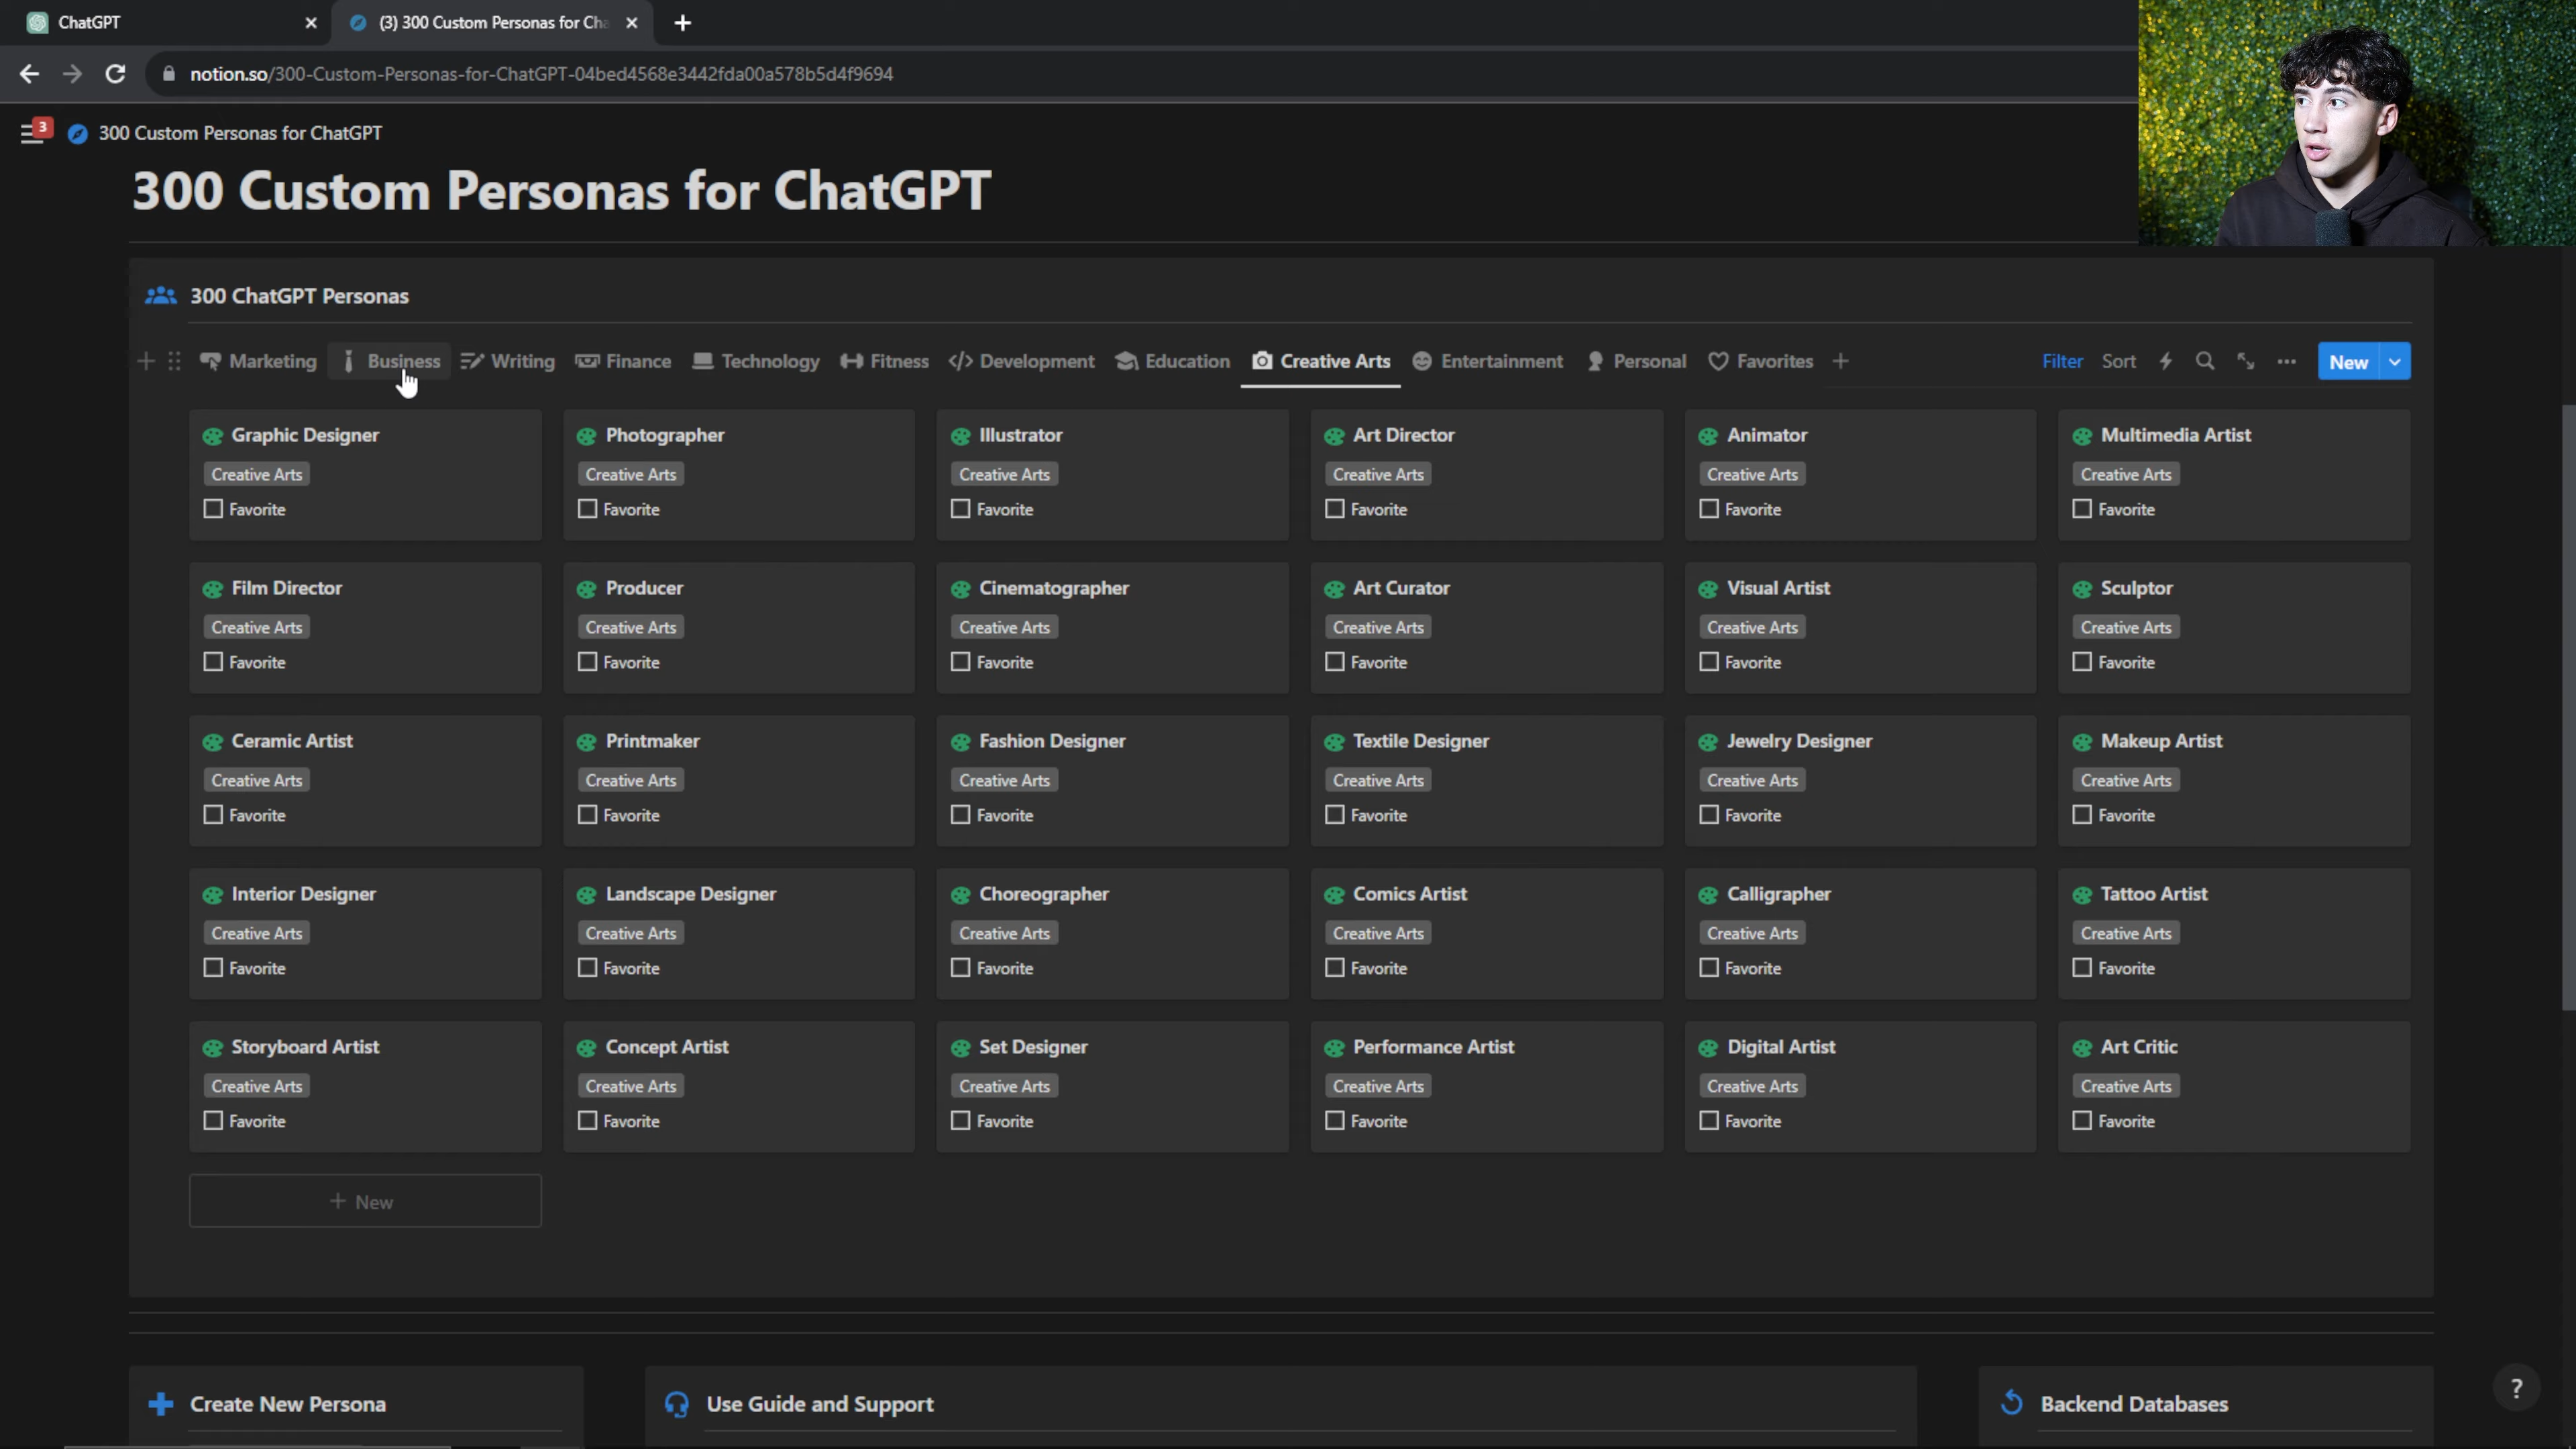 ChatGPT
(3) 300 Custom Personas for Cha
notion.so/300-Custom-Personas-for-ChatGPT-04bed4568e3442fda00a578b5d4f9694
3
300 Custom Personas for ChatGPT
300 Custom Personas for ChatGPT
300 ChatGPT Personas
Marketing Business Writing Finance Technology Fitness Development Education Creative Arts Entertainment Personal Favorites Filter Sort New
Graphic Designer Photographer Illustrator Art Director Animator Multimedia Artist
Creative Arts Creative Arts Creative Arts Creative Arts Creative Arts Creative Arts
Favorite Favorite Favorite Favorite Favorite Favorite
Film Director Producer Cinematographer Art Curator Visual Artist Sculptor
Creative Arts Creative Arts Creative Arts Creative Arts Creative Arts Creative Arts
Favorite Favorite Favorite Favorite Favorite Favorite
Ceramic Artist Printmaker Fashion Designer Textile Designer Jewelry Designer Makeup Artist
Creative Arts Creative Arts Creative Arts Creative Arts Creative Arts Creative Arts
Favorite Favorite Favorite Favorite Favorite Favorite
Interior Designer Landscape Designer Choreographer Comics Artist Calligrapher Tattoo Artist
Creative Arts Creative Arts Creative Arts Creative Arts Creative Arts Creative Arts
Favorite Favorite Favorite Favorite Favorite Favorite
Storyboard Artist Concept Artist Set Designer Performance Artist Digital Artist Art Critic
Creative Arts Creative Arts Creative Arts Creative Arts Creative Arts Creative Arts
Favorite Favorite Favorite Favorite Favorite Favorite
+ New
Create New Persona Use Guide and Support Backend Databases
?